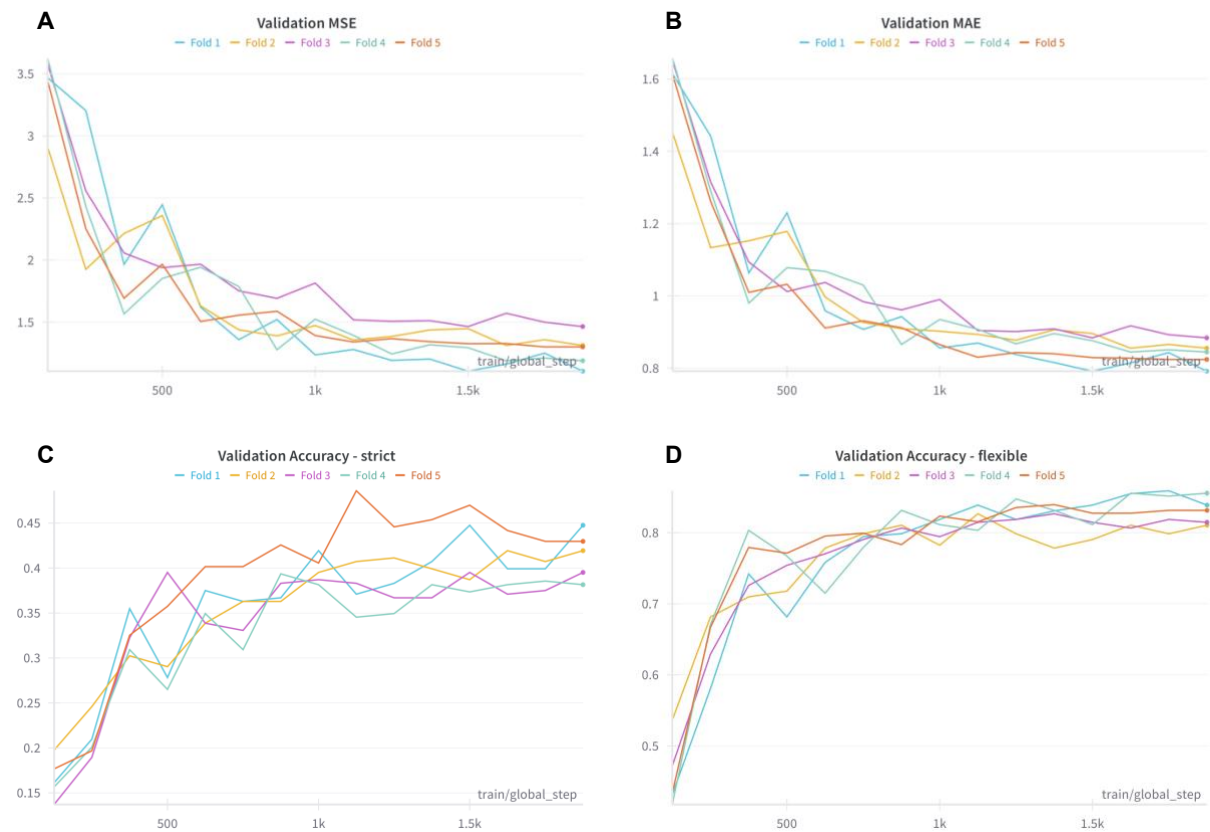 A
Validation MSE
Fold 1 Fold 2 Fold 3 Fold 4 Fold 5
3.5
3
2.5
2
1.5
train/global_step
500 1k 1.5k
B
Validation MAE
Fold 1 Fold 2 Fold 3 Fold 4 Fold 5
1.6
1.4
1.2
1
0.8
train/global_step
500 1k 1.5k
C
Validation Accuracy - strict
Fold 1 Fold 2 Fold 3 Fold 4 Fold 5
0.45
0.4
0.35
0.3
0.25
0.2
0.15
train/global_step
500 1k 1.5k
D
Validation Accuracy - flexible
Fold 1 Fold 2 Fold 3 Fold 4 Fold 5
0.8
0.7
0.6
0.5
train/global_step
500 1k 1.5k